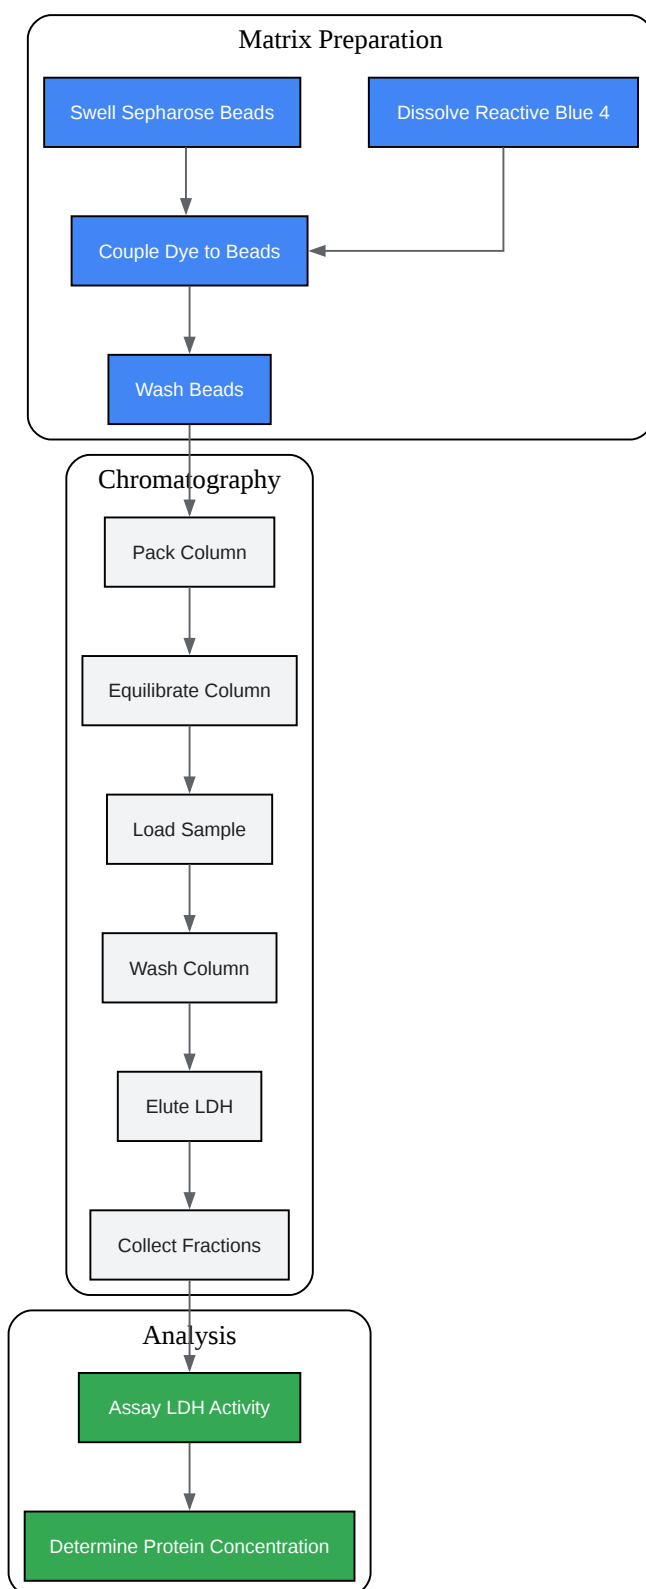 Matrix Preparation
Swell Sepharose Beads
Dissolve Reactive Blue 4
Couple Dye to Beads
Wash Beads
Chromatography
Pack Column
Equilibrate Column
Load Sample
Wash Column
Elute LDH
Collect Fractions
Analysis
Assay LDH Activity
Determine Protein Concentration